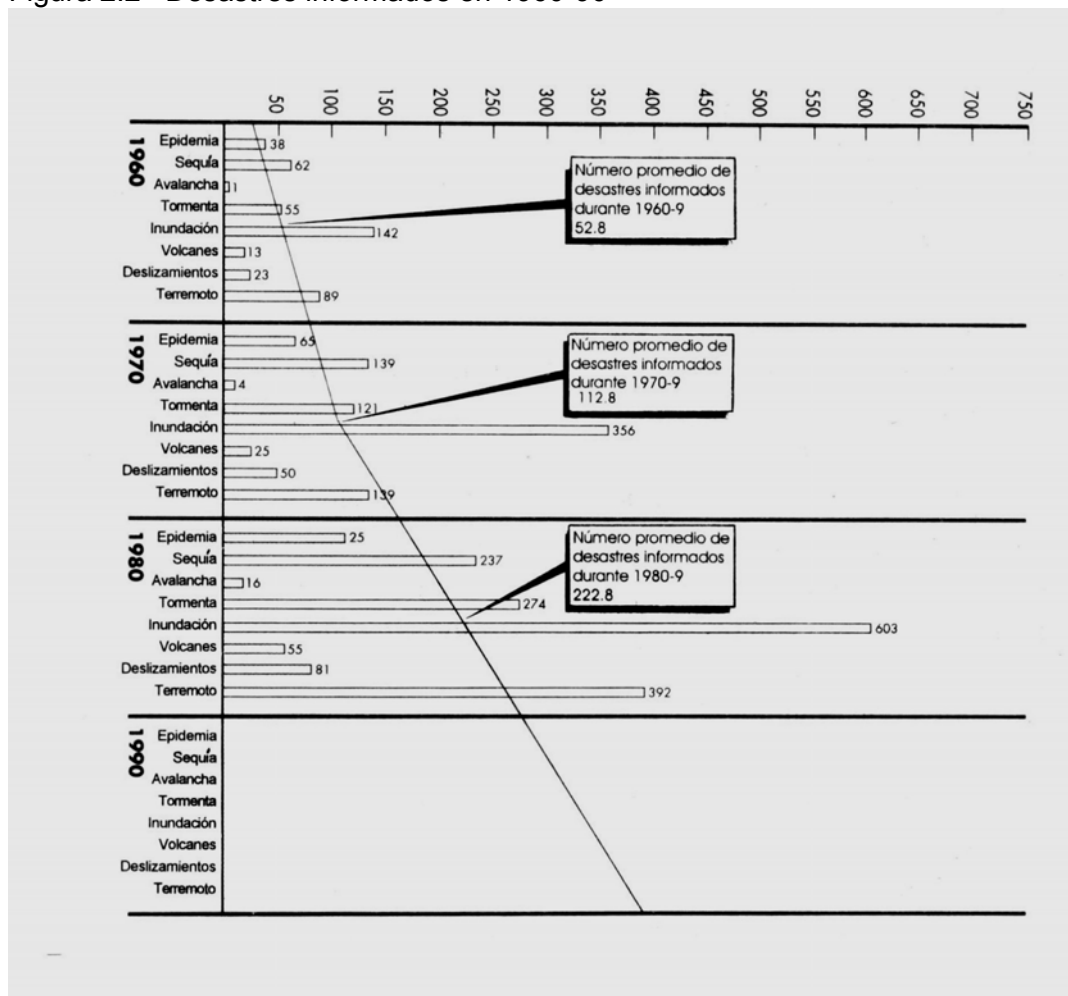 Figura 2.2 Desastres informados en 1960-90
50 100 150 200 250 300 350 400 450 500 550 600 650 700 750
1960
Epidemia 38
Sequía 62
Avalancha 1
Tormenta 55
Inundación 142
Volcanes 13
Deslizamientos 23
Terremoto 89
Número promedio de
desastres informados
durante 1960-9
52.8
1970
Epidemia 65
Sequía 139
Avalancha 4
Tormenta 121
Inundación 356
Volcanes 25
Deslizamientos 50
Terremoto 139
Número promedio de
desastres informados
durante 1970-9
112.8
1980
Epidemia 25
Sequía 237
Avalancha 16
Tormenta 274
Inundación 603
Volcanes 55
Deslizamientos 81
Terremoto 392
Número promedio de
desastres informados
durante 1980-9
222.8
1990
Epidemia
Sequía
Avalancha
Tormenta
Inundación
Volcanes
Deslizamientos
Terremoto